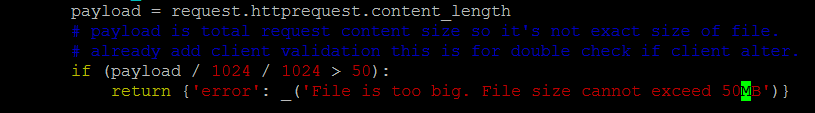 payload = request.httprequest.content_length
# payload is total request content size so it's not exact size of file.
# already add client validation this is for double check if client alter.
if (payload / 1024 / 1024 > 50):
return {'error': _('File is too big. File size cannot exceed 50MB')}